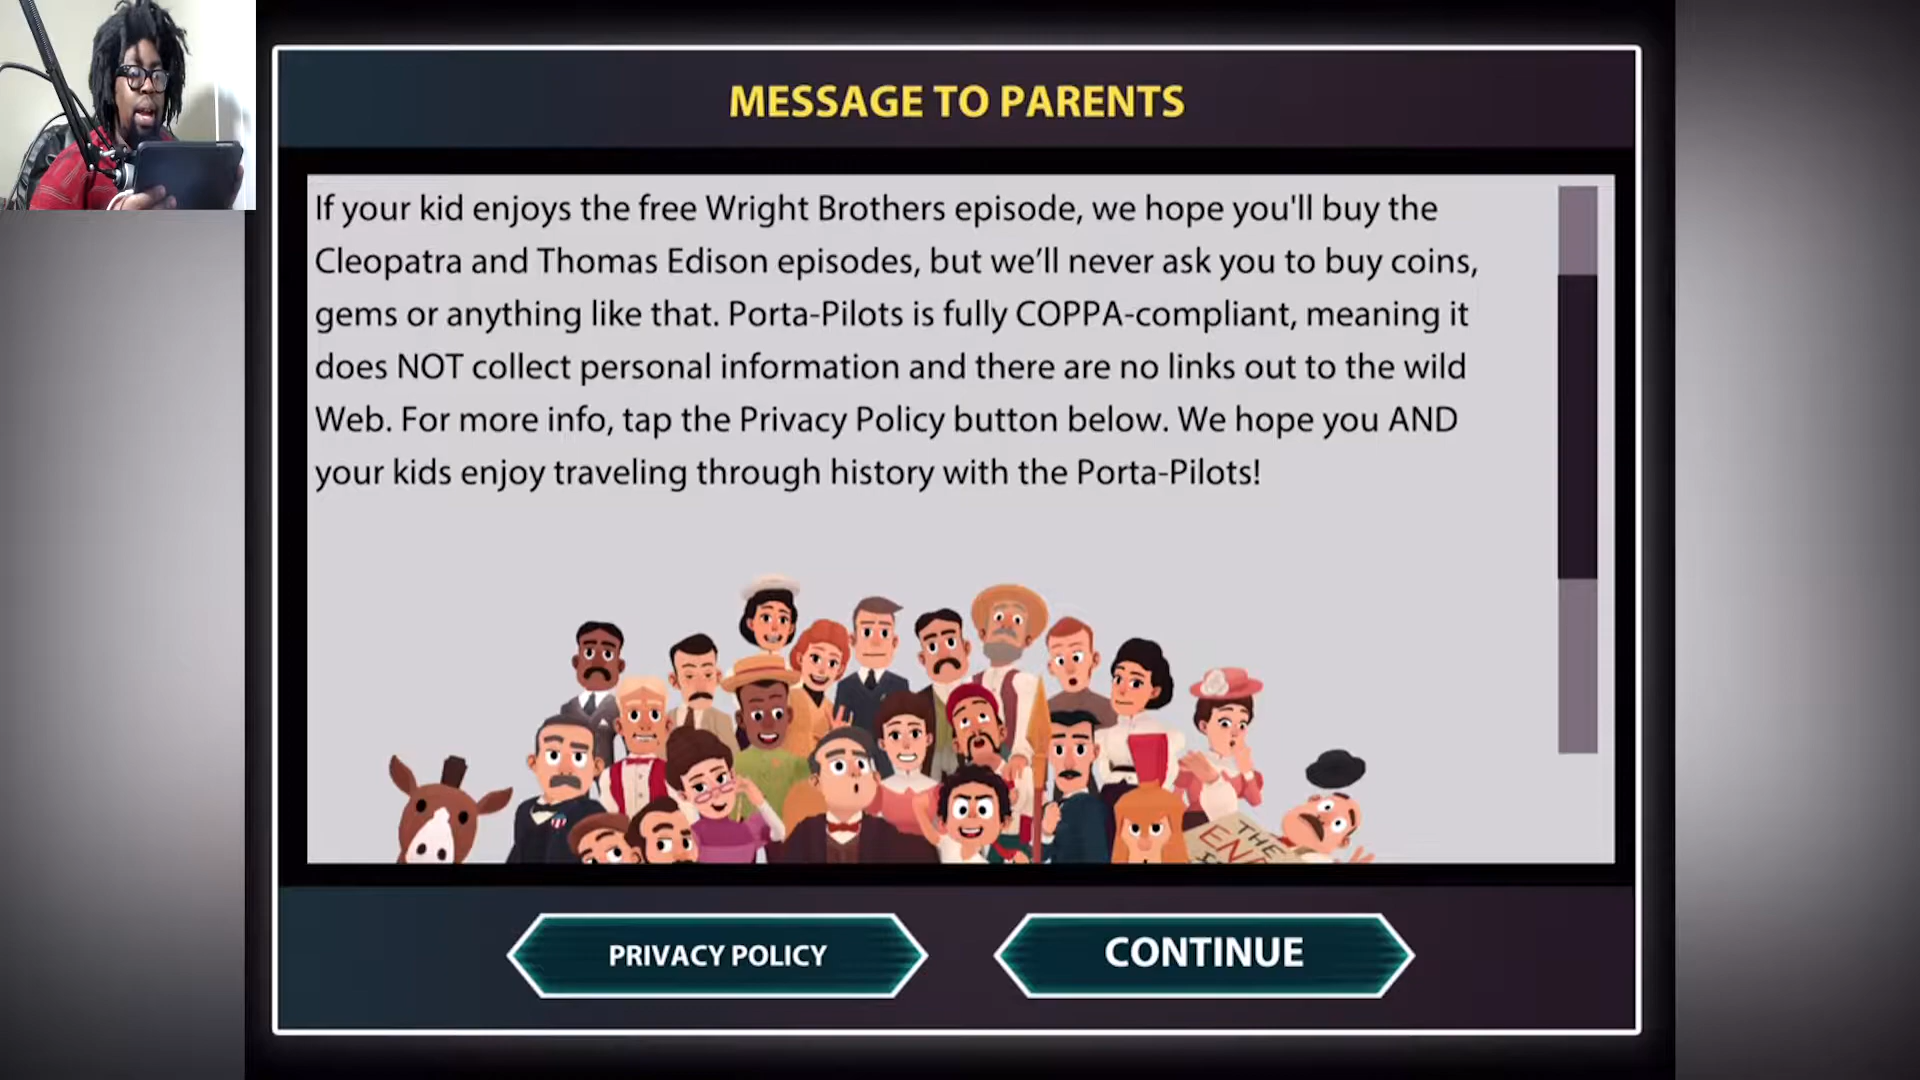 MESSAGE TO PARENTS
If your kid enjoys the free Wright Brothers episode, we hope you'll buy the
Cleopatra and Thomas Edison episodes, but we’ll never ask you to buy coins,
gems or anything like that. Porta-Pilots is fully COPPA-compliant, meaning it
does NOT collect personal information and there are no links out to the wild
Web. For more info, tap the Privacy Policy button below. We hope you AND
your kids enjoy traveling through history with the Porta-Pilots!
THE
PRIVACY POLICY
CONTINUE